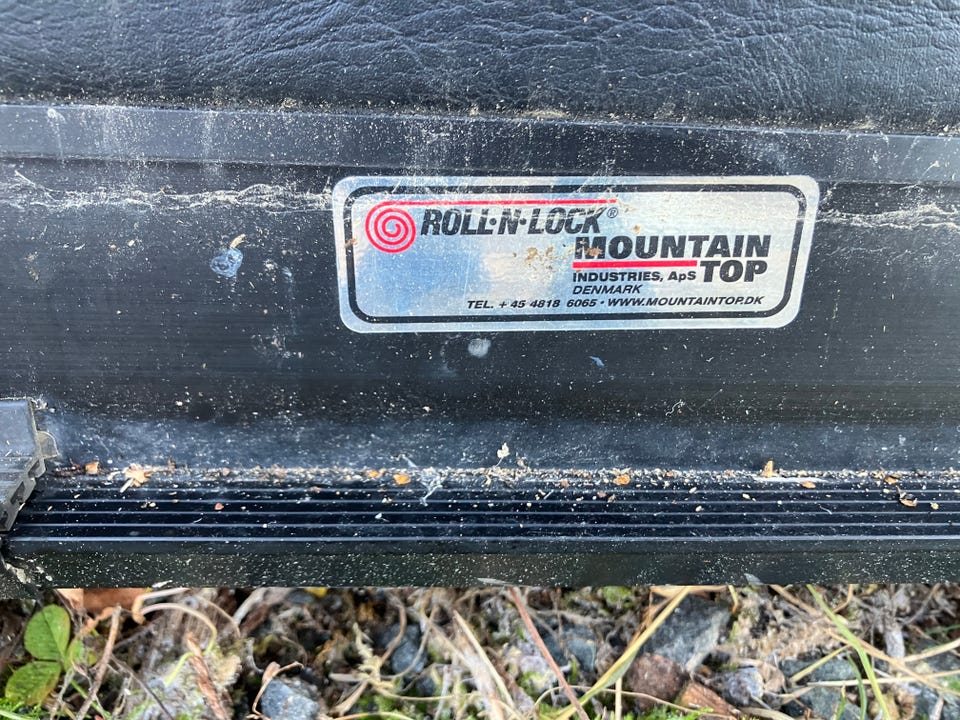 ROLL·N·LOCK®
MOUNTAIN
TOP
INDUSTRIES, ApS
DENMARK
TEL. + 45 4818 6065 · WWW.MOUNTAINTOP.DK